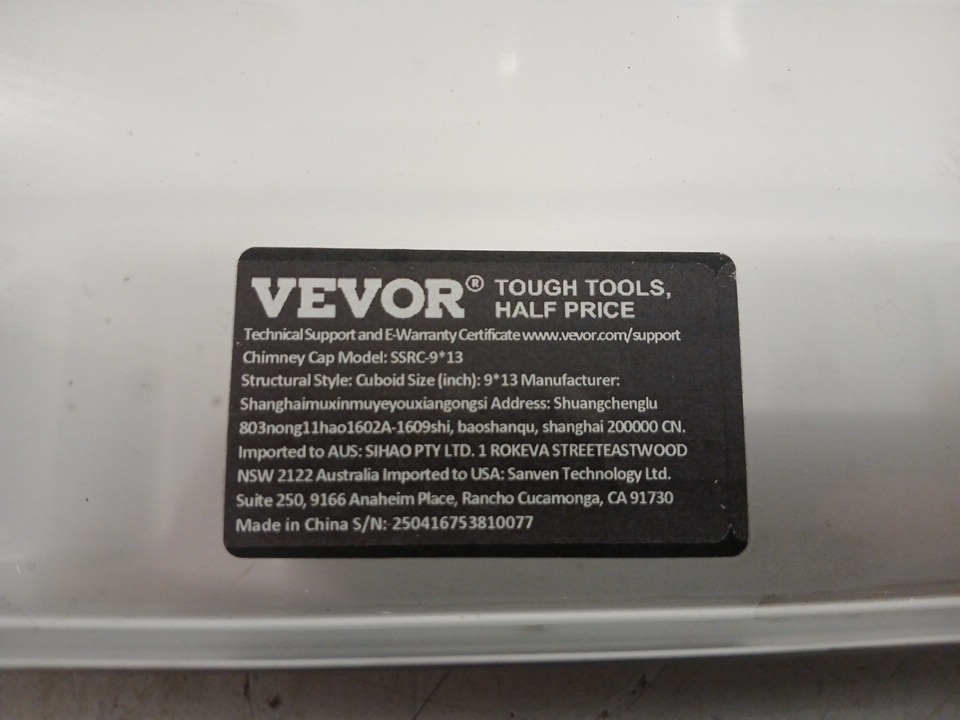 VEVOR® TOUGH TOOLS,
HALF PRICE
Technical Support and E-Warranty Certificate www.vevor.com/support
Chimney Cap Model: SSRC-9*13
Structural Style: Cuboid Size (inch): 9*13 Manufacturer:
Shanghaimuxinmuyeyouxiangongsi Address: Shuangchenglu
803nong11hao1602A-1609shi, baoshanqu, shanghai 200000 CN.
Imported to AUS: SIHAO PTY LTD. 1 ROKEVA STREETEASTWOOD
NSW 2122 Australia Imported to USA: Sanven Technology Ltd.
Suite 250, 9166 Anaheim Place, Rancho Cucamonga, CA 91730
Made in China S/N: 250416753810077